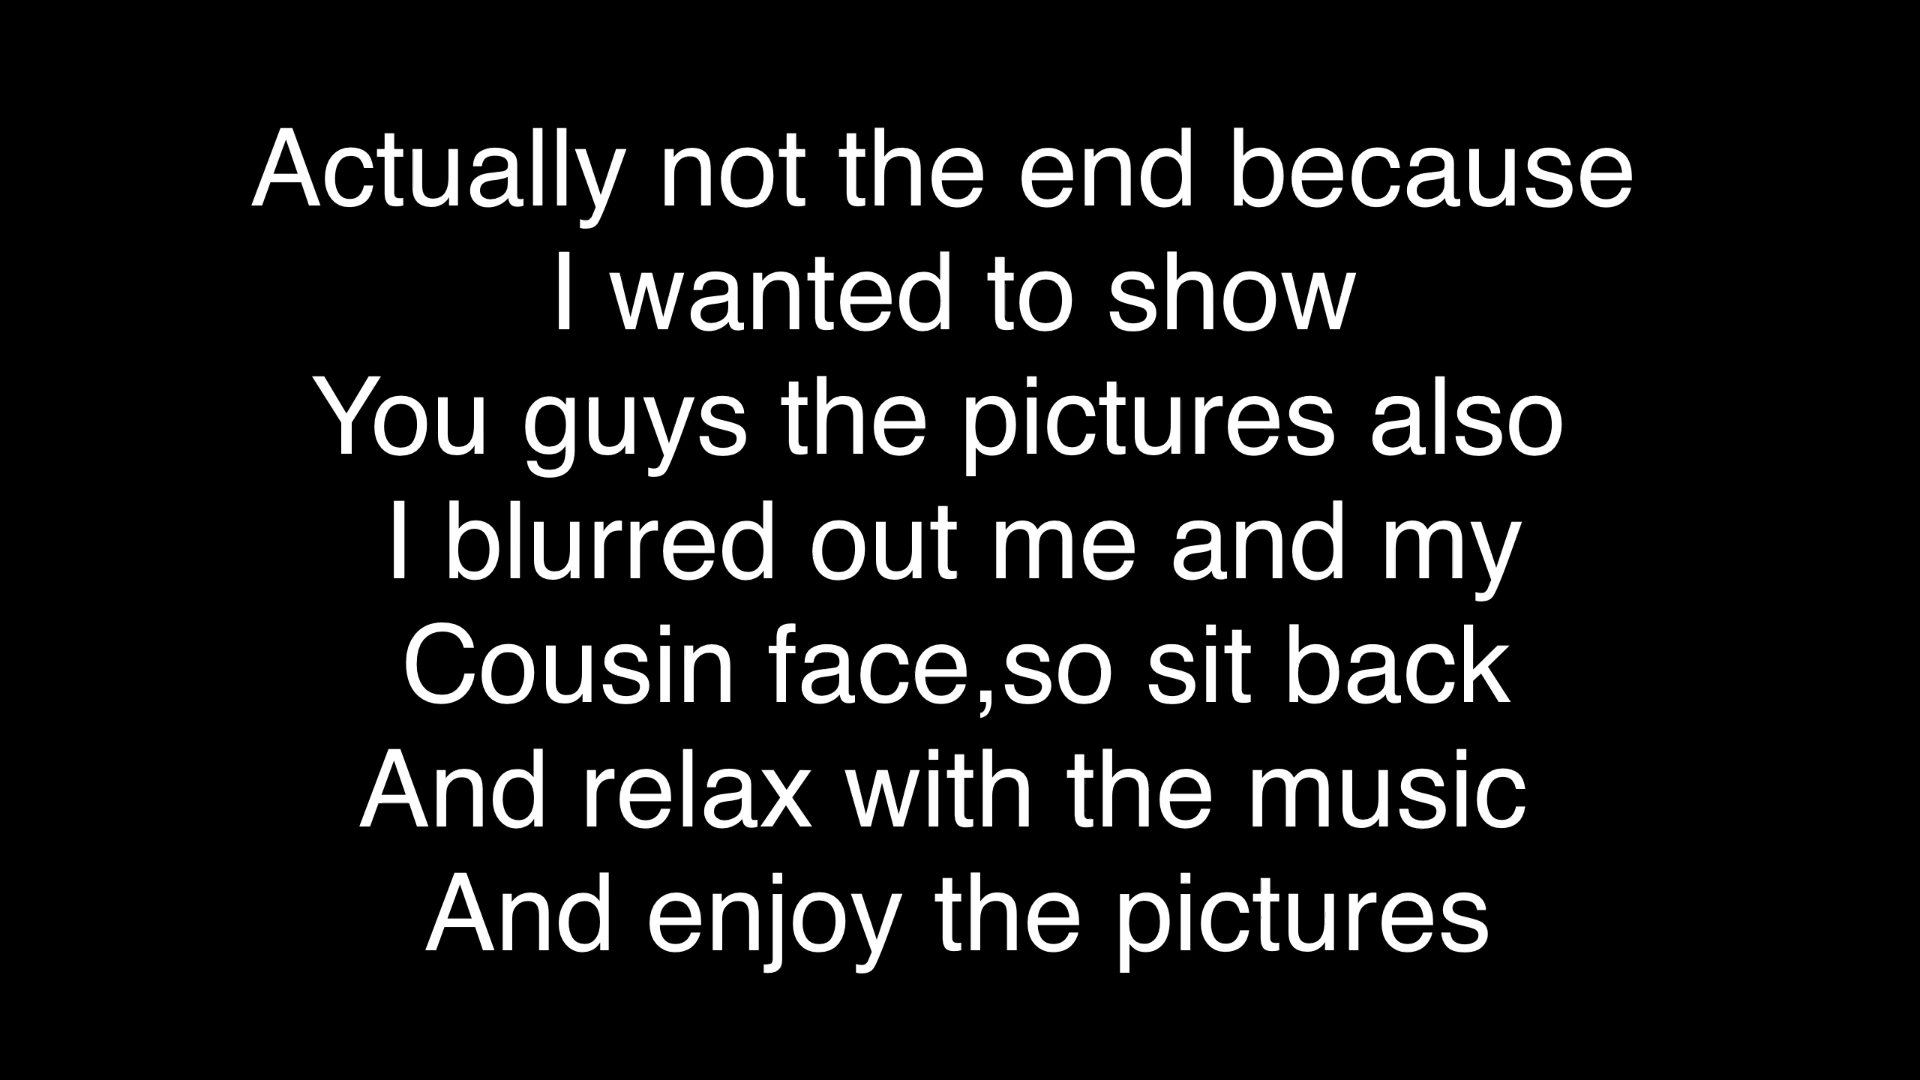 Actually not the end because
I wanted to show
You guys the pictures also
I blurred out me and my
Cousin face,so sit back
And relax with the music
And enjoy the pictures